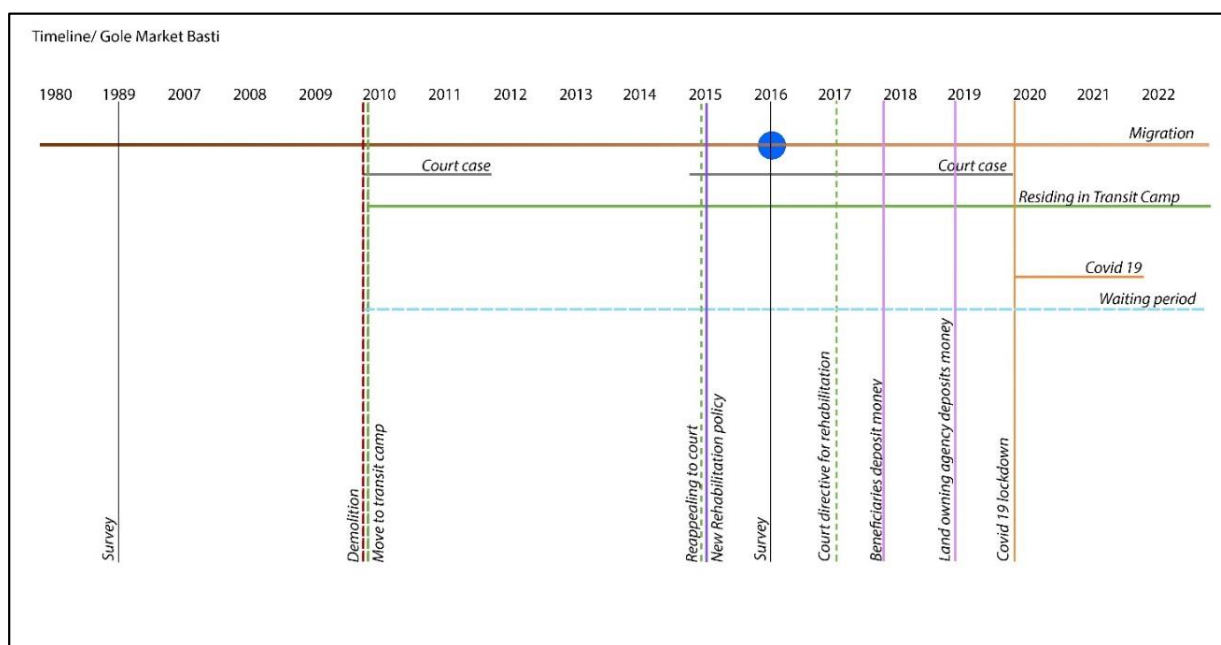 Timeline/ Gole Market Basti
1980 1989 2007 2008 2009 2010 2011 2012 2013 2014 2015 2016 2017 2018 2019 2020 2021 2022
Migration
Court case
Court case
Residing in Transit Camp
Covid 19
Waiting period
Survey
Demolition
Move to transit camp
Reappealing to court
New Rehabilitation policy
Survey
Court directive for rehabilitation
Beneficiaries deposit money
Land owning agency deposits money
Covid 19 lockdown